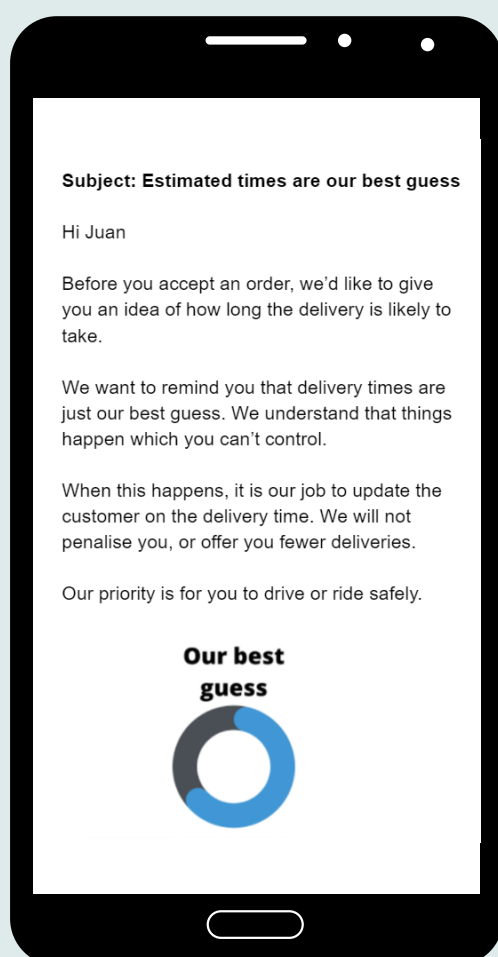 Subject: Estimated times are our best guess
Hi Juan
Before you accept an order, we’d like to give
you an idea of how long the delivery is likely to
take.
We want to remind you that delivery times are
just our best guess. We understand that things
happen which you can’t control.
When this happens, it is our job to update the
customer on the delivery time. We will not
penalise you, or offer you fewer deliveries.
Our priority is for you to drive or ride safely.
Our best
guess